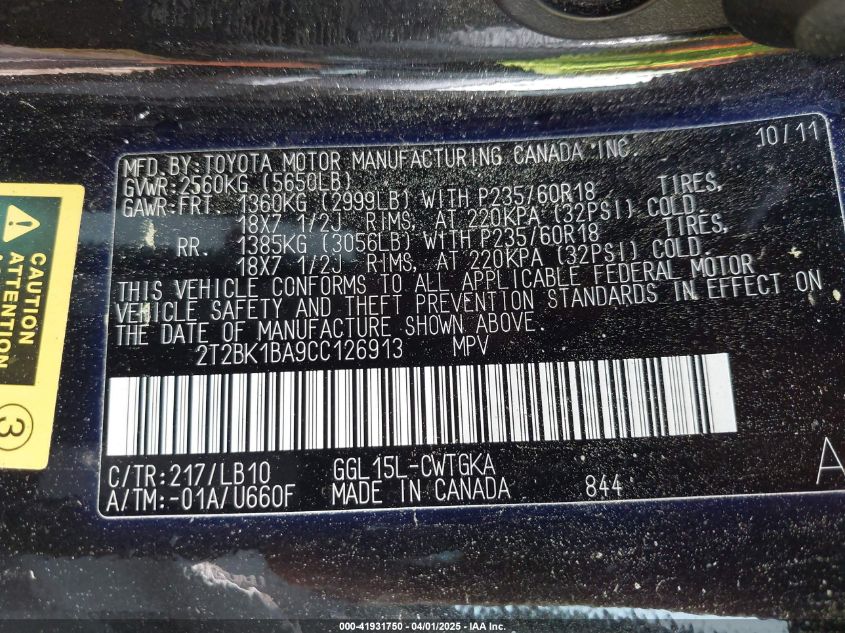 MFD. BY: TOYOTA MOTOR MANUFACTURING CANADA INC. 10/11
GVWR: 2560KG (5650LB)
GAWR-FRT. 1360KG (2999LB) WITH P235/60R18 TIRES,
18X7 1/2J RIMS, AT 220KPA (32PSI) COLD.
RR. 1385KG (3056LB) WITH P235/60R18 TIRES,
18X7 1/2J RIMS, AT 220KPA (32PSI) COLD.
THIS VEHICLE CONFORMS TO ALL APPLICABLE FEDERAL MOTOR
VEHICLE SAFETY AND THEFT PREVENTION STANDARDS IN EFFECT ON
THE DATE OF MANUFACTURE SHOWN ABOVE.
2T2BK1BA9CC126913 MPV
C/TR: 217/LB10 GGL15L-CWTGKA A
A/TM: -01A/U660F MADE IN CANADA 844
CAUTION
ATTENTION
3
000-41931750 - 04/01/2025 - IAA Inc.